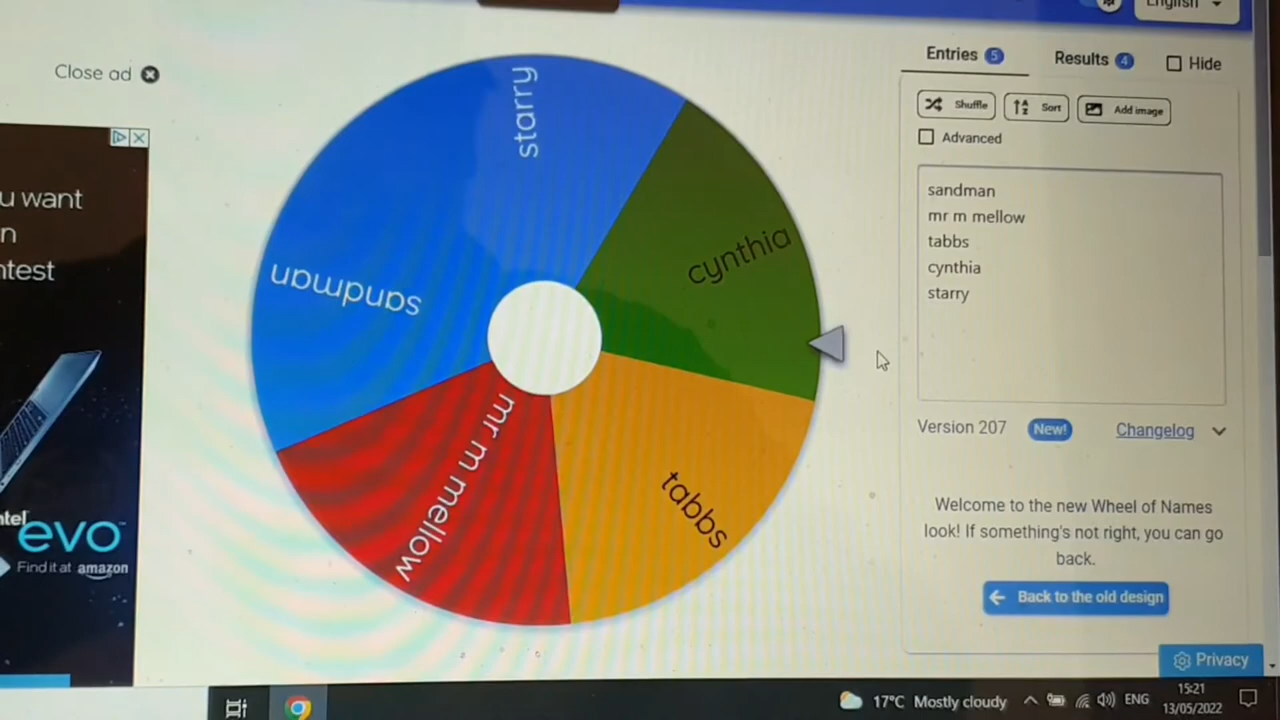 English
Close ad
Entries 5
Results 4
Hide
Shuffle
Sort
Add image
Advanced
sandman
mr m mellow
tabbs
cynthia
starry
starry
cynthia
sandman
mr m mellow
tabbs
u want
n
ntest
intel
evo
Find it at amazon
Version 207
New!
Changelog
Welcome to the new Wheel of Names
look! If something's not right, you can go
back.
Back to the old design
Privacy
17°C Mostly cloudy
ENG
15:21
13/05/2022